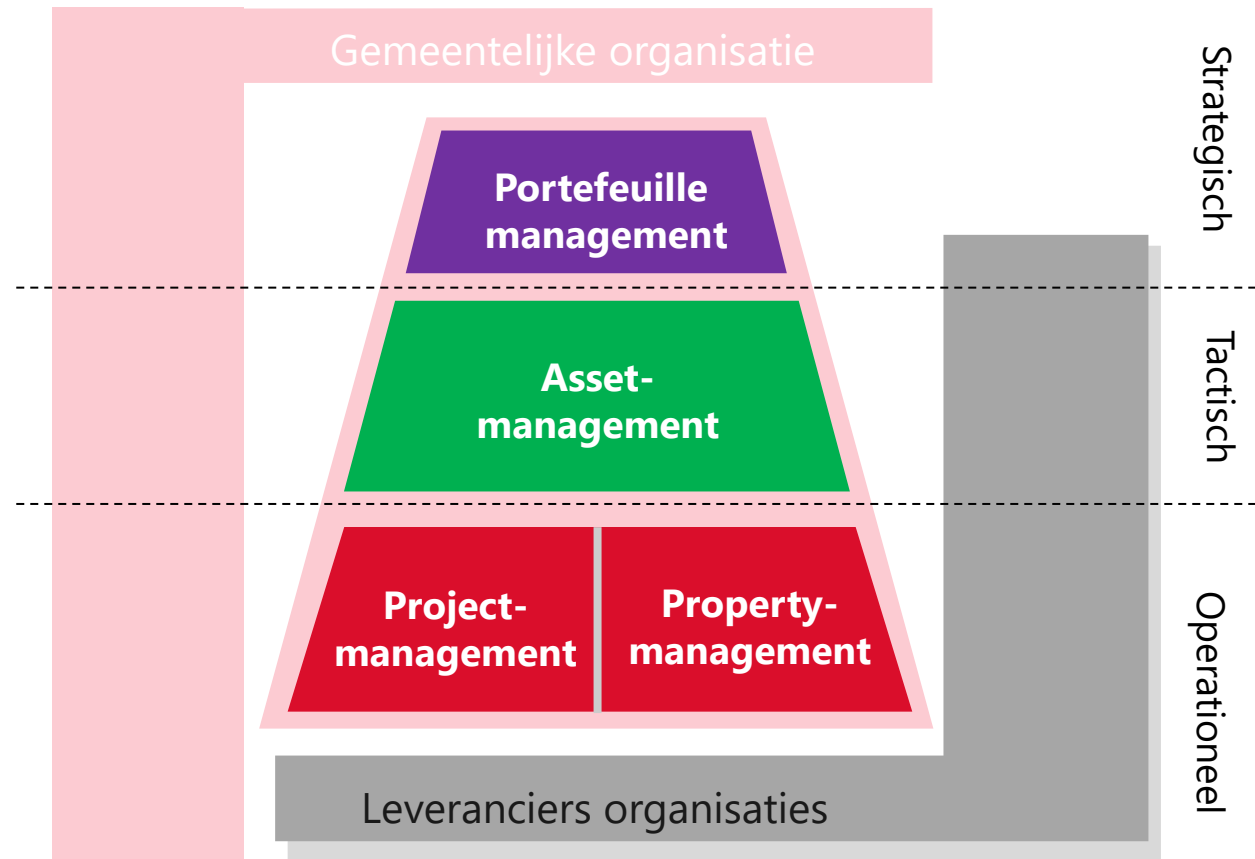 Gemeentelijke organisatie
Strategisch
Portefeuille
management
Asset-
management
Tactisch
Project-
management
Property-
management
Operationeel
Leveranciers organisaties